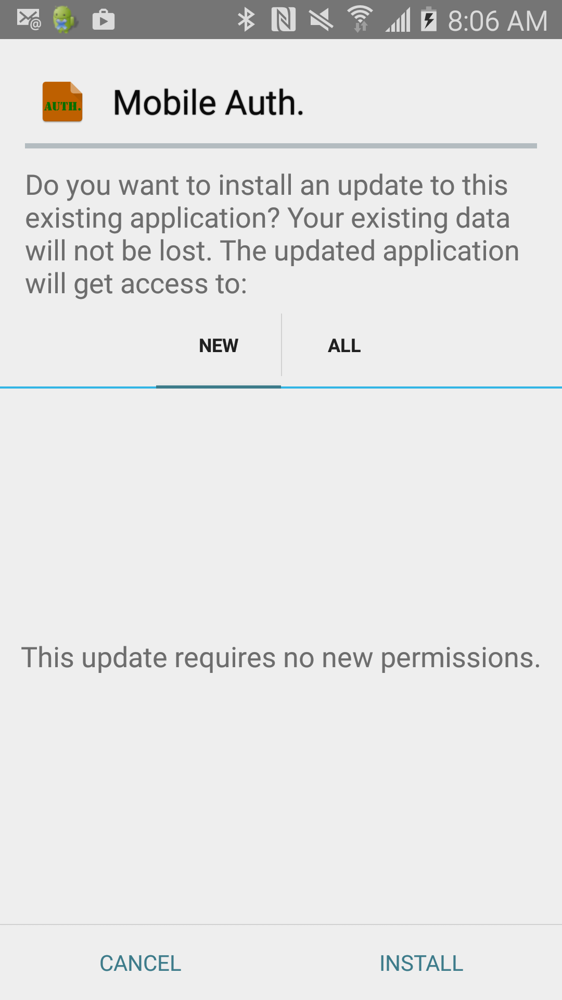 8:06 AM
AUTH.
Mobile Auth.
Do you want to install an update to this
existing application? Your existing data
will not be lost. The updated application
will get access to:
NEW
ALL
This update requires no new permissions.
CANCEL
INSTALL